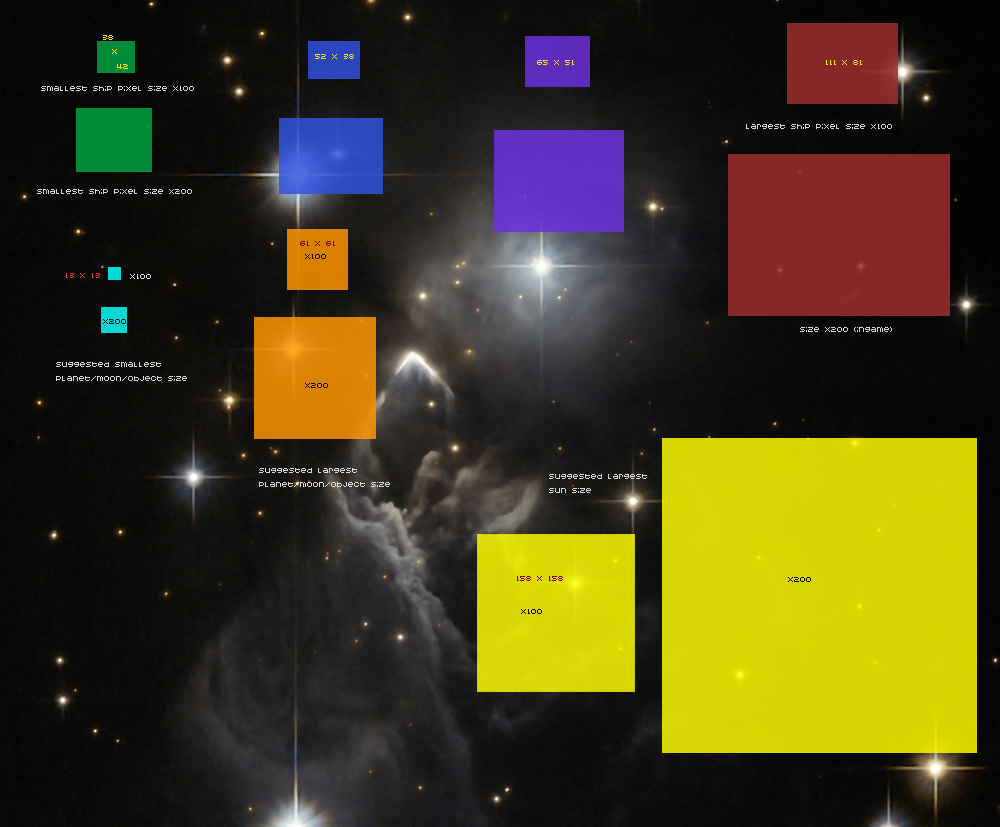 38
X
42
52 X 38
65 X 51
111 X 81
smallest ship pixel size X100
Largest ship pixel size X100
smallest ship pixel size X200
61 X 61
X100
13 X 13
X100
X200
size X200 (ingame)
suggested smallest
planet/moon/object size
X200
suggested Largest
planet/moon/object size
suggested Largest
sun size
158 X 158
X100
X200